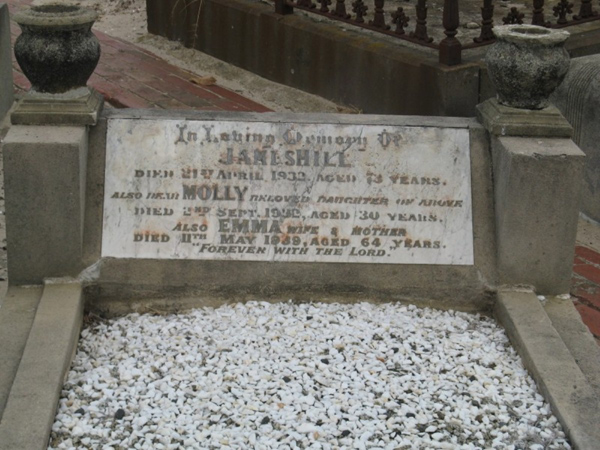 In Loving Memory Of
JAMES HILL
DIED 21ST APRIL 1932, AGED 73 YEARS.
ALSO DEAR MOLLY BELOVED DAUGHTER OF ABOVE
DIED 2ND SEPT. 1932, AGED 30 YEARS.
ALSO EMMA WIFE & MOTHER
DIED 11TH MAY 1939, AGED 64 YEARS.
"FOREVER WITH THE LORD.